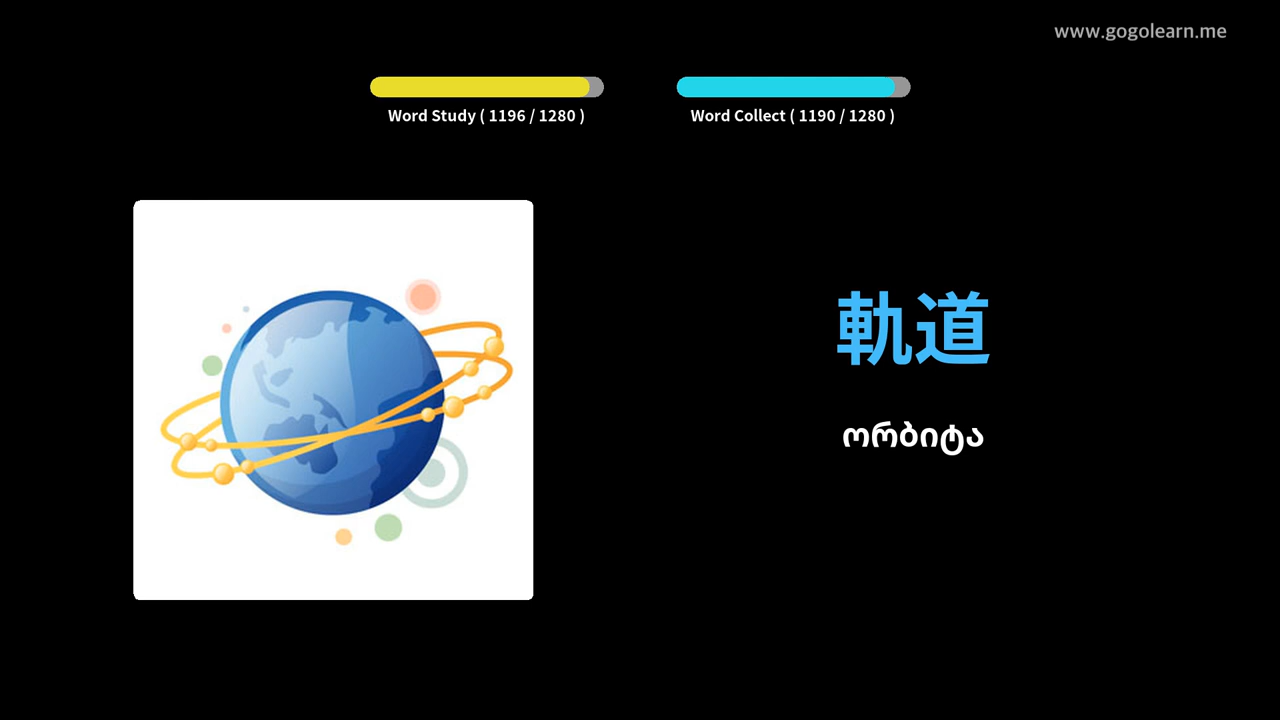 www.gogolearn.me
Word Study ( 1196 / 1280 )
Word Collect ( 1190 / 1280 )
軌道
ორბიტა